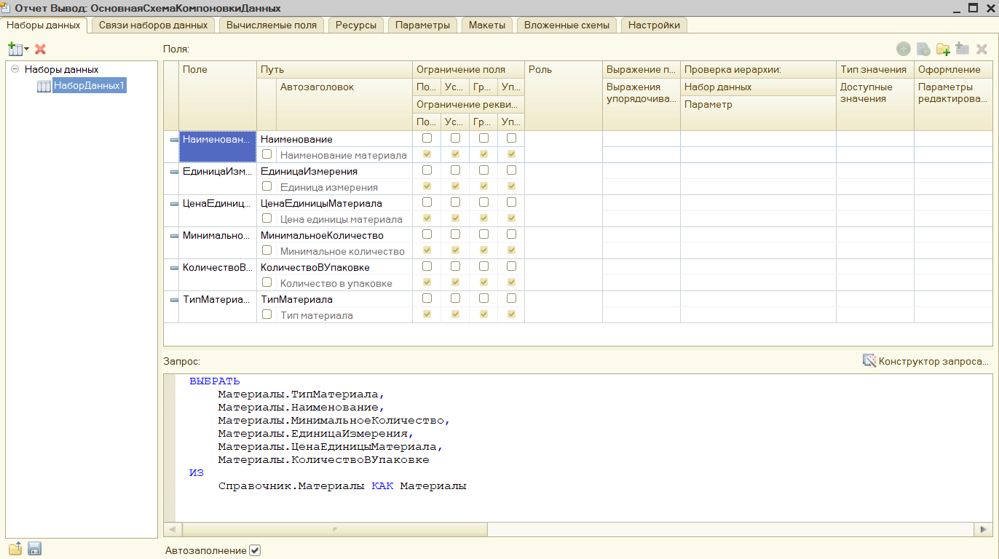 Отчет Вывод: ОсновнаяСхемаКомпоновкиДанных
Наборы данных Связи наборов данных Вычисляемые поля Ресурсы Параметры Макеты Вложенные схемы Настройки
Поля:
Наборы данных
НаборДанных1
Поле Путь Ограничение поля Роль Выражение п... Проверка иерархии: Тип значения Оформление
Автозаголовок По... Ус... Гр... Уп... Выражения упорядочива... Набор данных Доступные значения Параметры редактирова...
Ограничение рекви... Параметр
По... Ус... Гр... Уп...
Наименован... Наименование
Наименование материала
ЕдиницаИзм... ЕдиницаИзмерения
Единица измерения
ЦенаЕдиниц... ЦенаЕдиницыМатериала
Цена единицы материала
Минимально... МинимальноеКоличество
Минимальное количество
КоличествоВ... КоличествоВУпаковке
Количество в упаковке
ТипМатериа... ТипМатериала
Тип материала
Запрос: Конструктор запроса...
ВЫБРАТЬ
Материалы.ТипМатериала,
Материалы.Наименование,
Материалы.МинимальноеКоличество,
Материалы.ЕдиницаИзмерения,
Материалы.ЦенаЕдиницыМатериала,
Материалы.КоличествоВУпаковке
ИЗ
Справочник.Материалы КАК Материалы
Автозаполнение